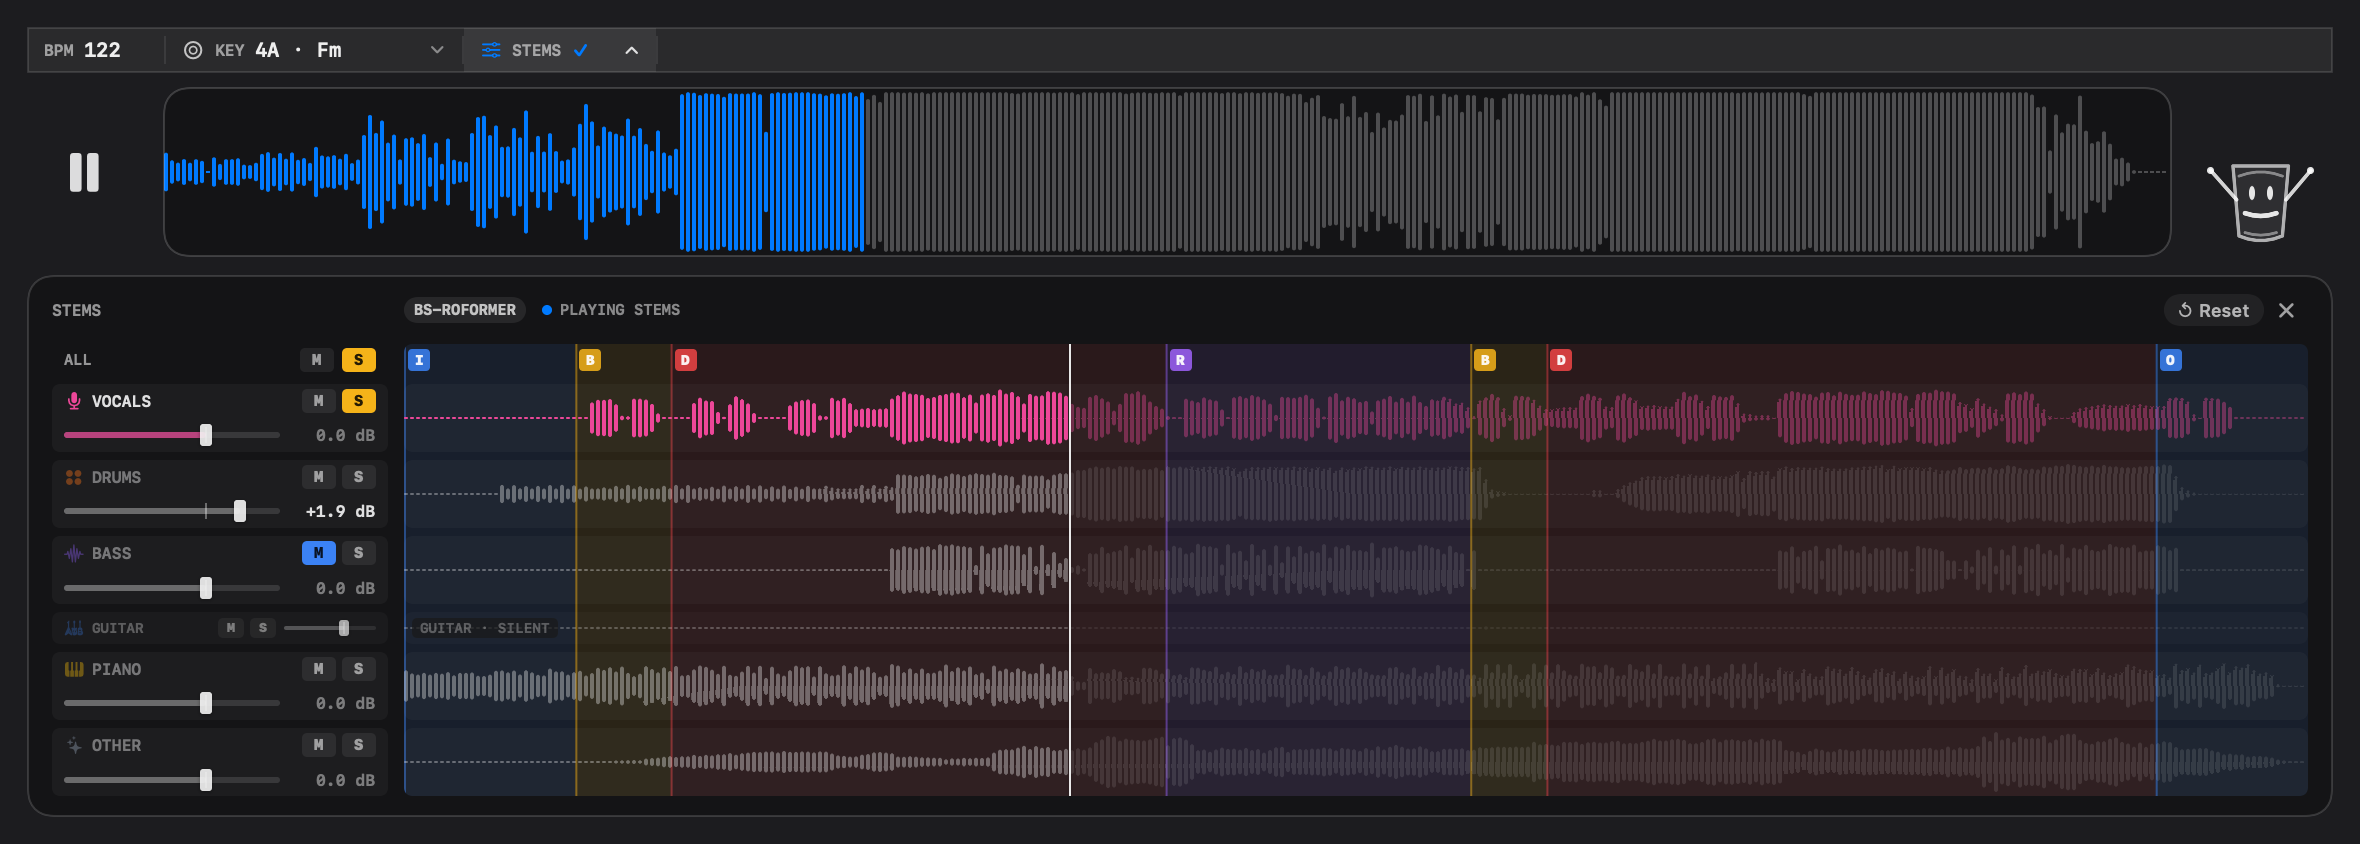 BPM 122 KEY 4A · Fm STEMS
STEMS BS-ROFORMER PLAYING STEMS Reset
ALL M S
I B D R B D O
VOCALS M S
0.0 dB
DRUMS M S
+1.9 dB
BASS M S
0.0 dB
GUITAR M S GUITAR · SILENT
PIANO M S
0.0 dB
OTHER M S
0.0 dB